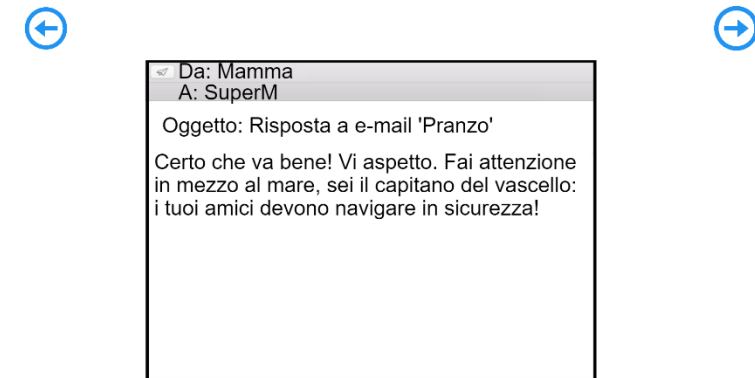 Da: Mamma
A: SuperM
Oggetto: Risposta a e-mail 'Pranzo'
Certo che va bene! Vi aspetto. Fai attenzione
in mezzo al mare, sei il capitano del vascello:
i tuoi amici devono navigare in sicurezza!